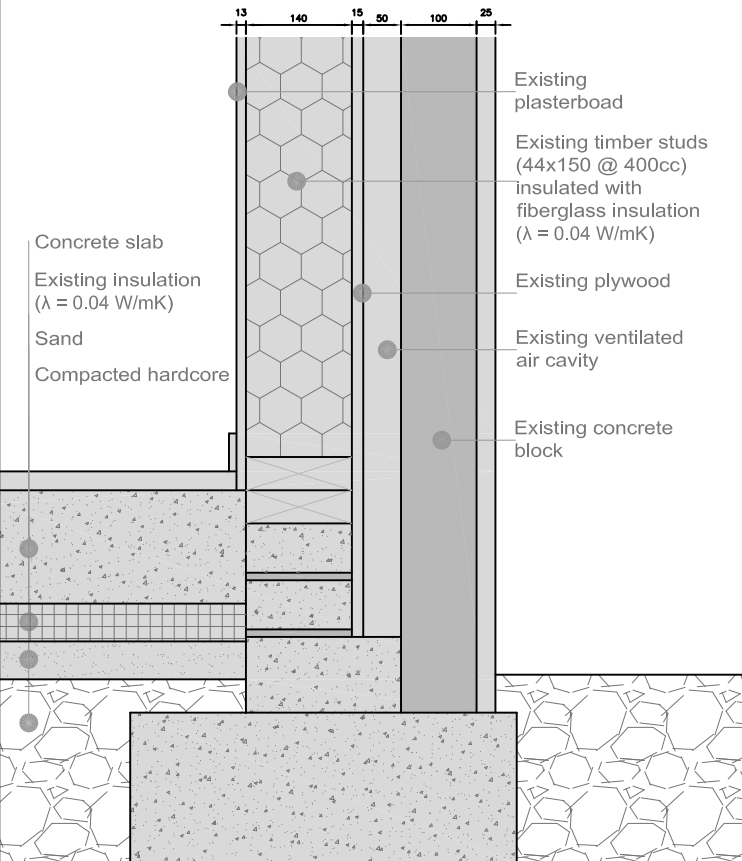 13 140 15 50 100 25
Existing
plasterboad
Existing timber studs
(44x150 @ 400cc)
insulated with
fiberglass insulation
(λ = 0.04 W/mK)
Concrete slab
Existing insulation
(λ = 0.04 W/mK)
Sand
Compacted hardcore
Existing plywood
Existing ventilated
air cavity
Existing concrete
block